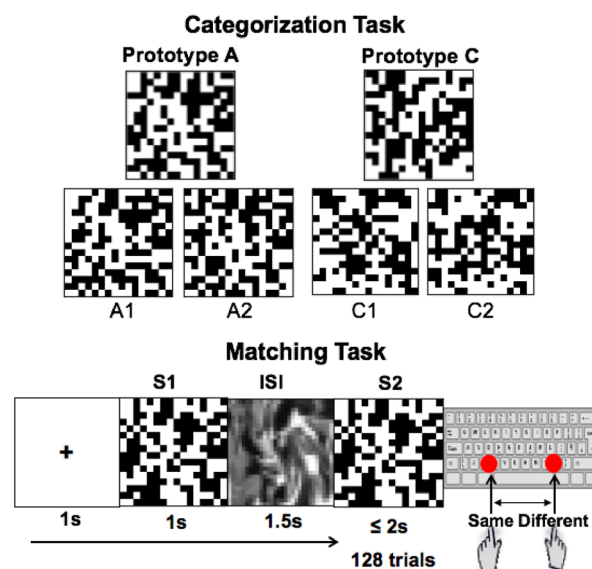 Categorization Task
Prototype A
Prototype C
A1
A2
C1
C2
Matching Task
S1
ISI
S2
+
1s
1s
1.5s
≤ 2s
Same Different
128 trials